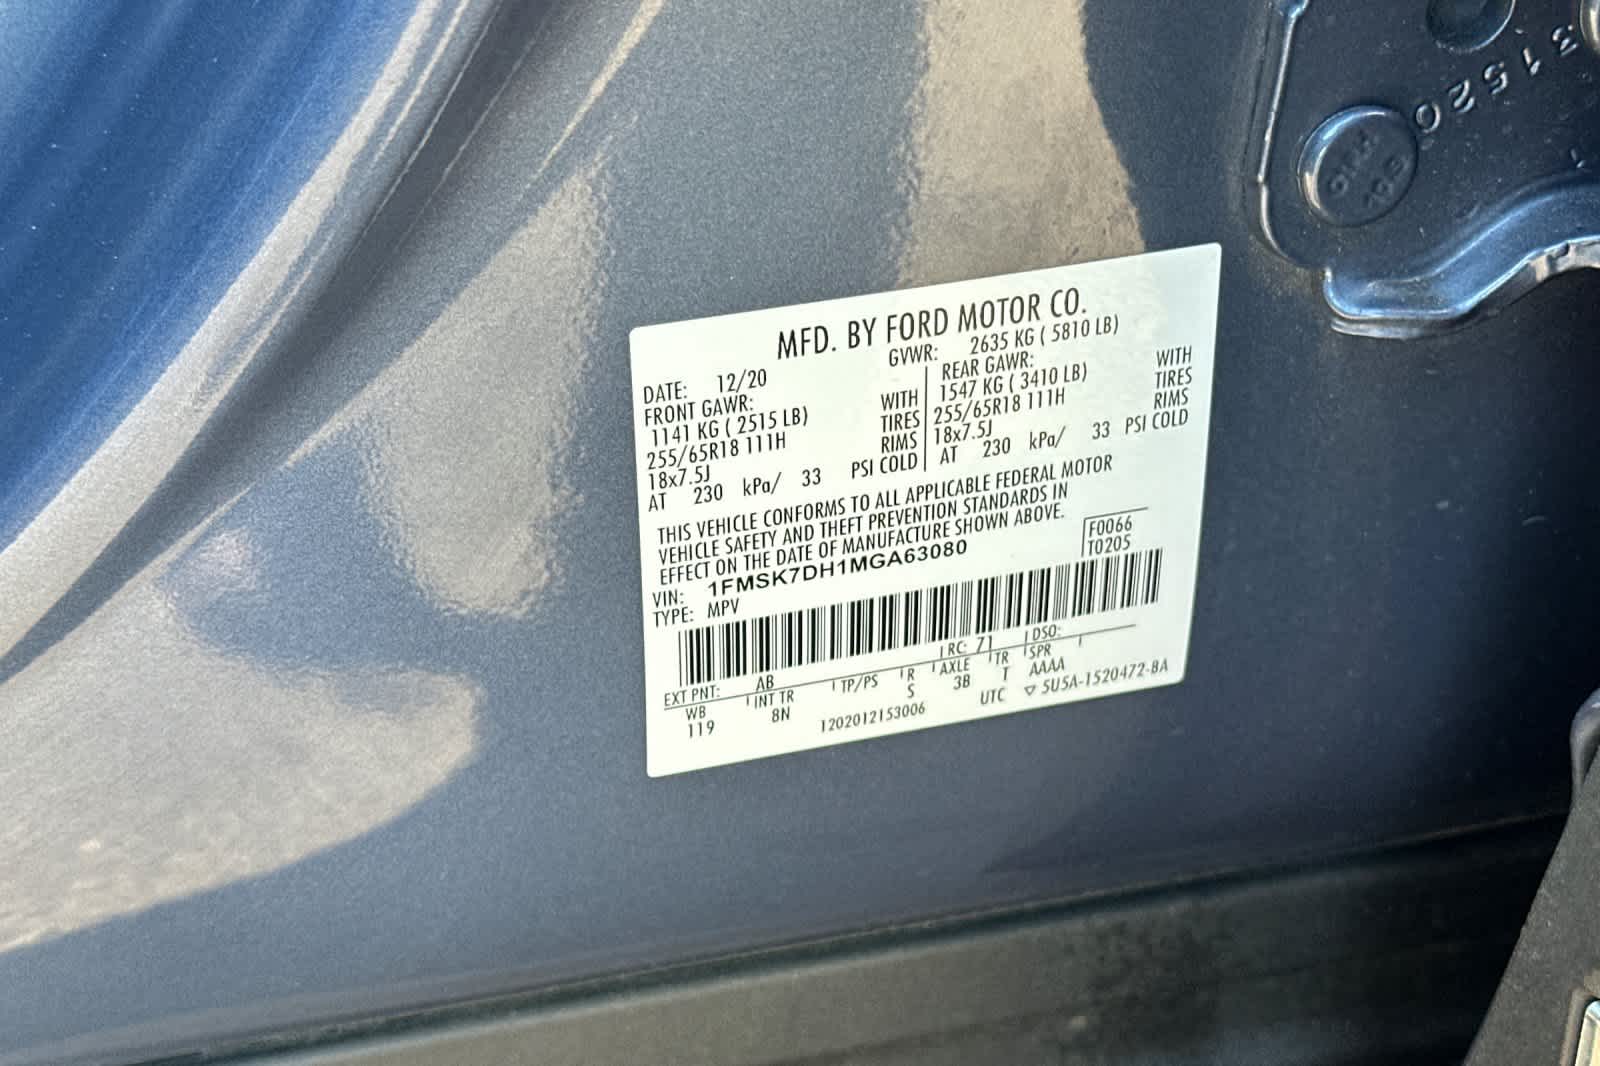 MFD. BY FORD MOTOR CO.
DATE: 12/20 GVWR: 2635 KG ( 5810 LB)
FRONT GAWR: REAR GAWR:
1141 KG ( 2515 LB) WITH 1547 KG ( 3410 LB) WITH
255/65R18 111H TIRES 255/65R18 111H TIRES
18x7.5J RIMS 18x7.5J RIMS
AT 230 kPa/ 33 PSI COLD AT 230 kPa/ 33 PSI COLD
THIS VEHICLE CONFORMS TO ALL APPLICABLE FEDERAL MOTOR
VEHICLE SAFETY AND THEFT PREVENTION STANDARDS IN
EFFECT ON THE DATE OF MANUFACTURE SHOWN ABOVE.
F0066
VIN: 1FMSK7DH1MGA63080 T0205
TYPE: MPV
EXT PNT: AB RC: 71 DSO:
WB INT TR TP/PS R AXLE TR SPR
119 8N S 3B T AAAA
1202012153006 UTC ▽ 5U5A-1520472-BA
31520